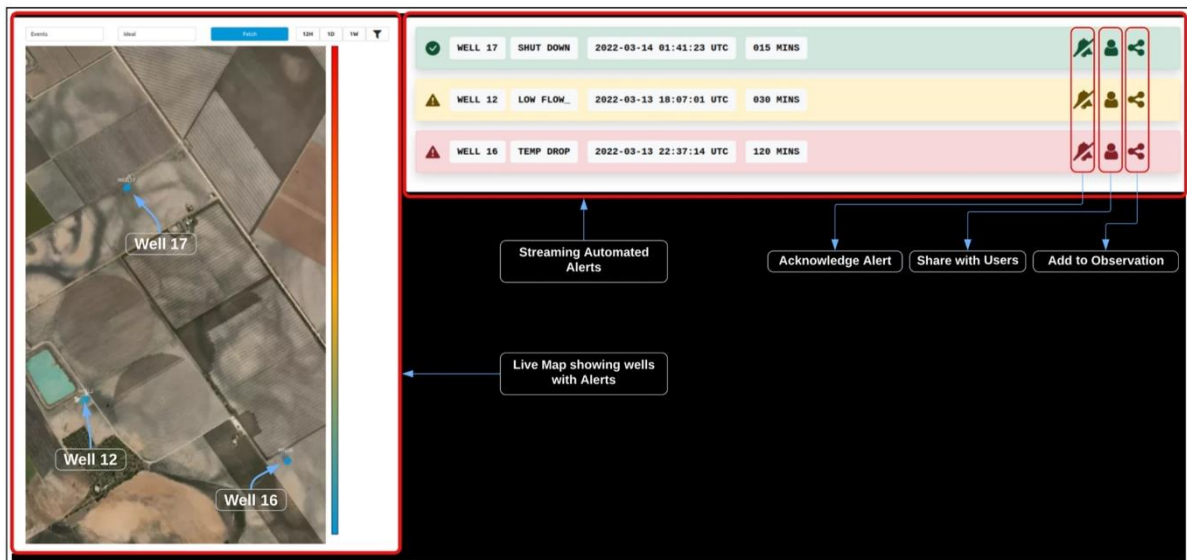 Events
Meal
Fetch
12H
1D
1W
WELL 17 SHUT DOWN 2022-03-14 01:41:23 UTC 015 MINS
WELL 12 LOW FLOW_ 2022-03-13 18:07:01 UTC 030 MINS
WELL 16 TEMP DROP 2022-03-13 22:37:14 UTC 120 MINS
Well 17
Well 12
Well 16
Streaming Automated
Alerts
Acknowledge Alert
Share with Users
Add to Observation
Live Map showing wells
with Alerts